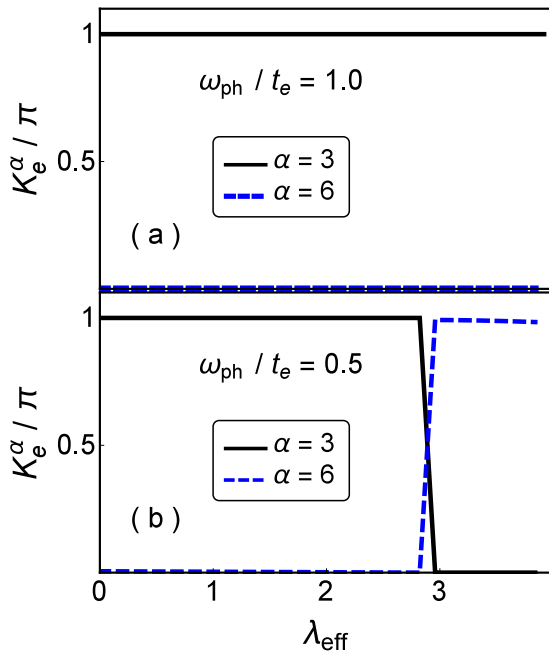 1
ω_ph / t_e = 1.0
K_e^α / π
0.5
α = 3
α = 6
( a )
1
ω_ph / t_e = 0.5
K_e^α / π
0.5
α = 3
α = 6
( b )
0 1 2 3
λ_eff